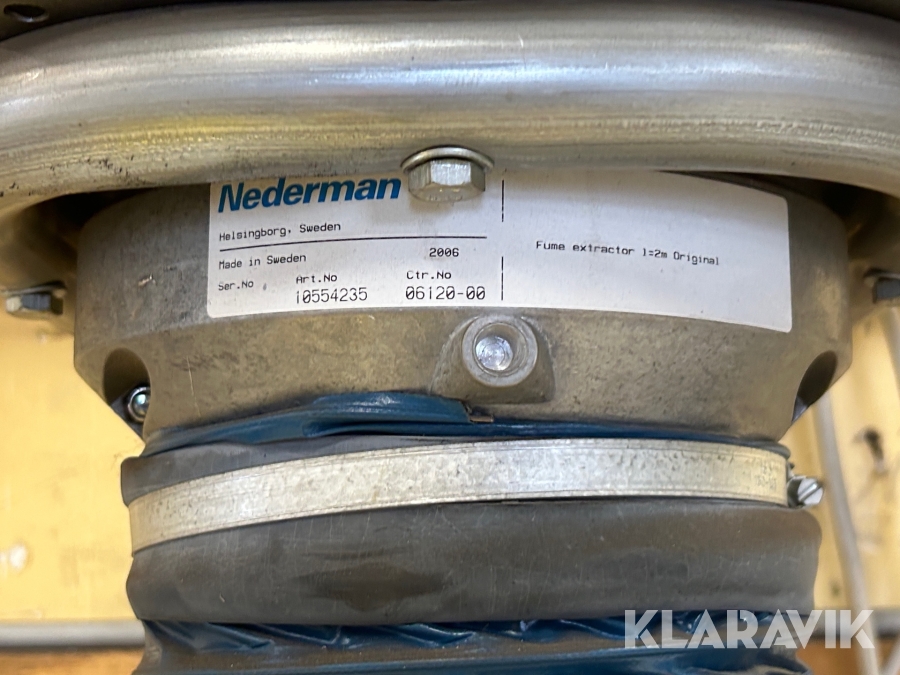 Nederman
Helsingborg, Sweden
Made in Sweden 2006
Ser.No Art.No Ctr.No
10554235 06120-00
Fume extractor l=2m Original
KLARAVIK